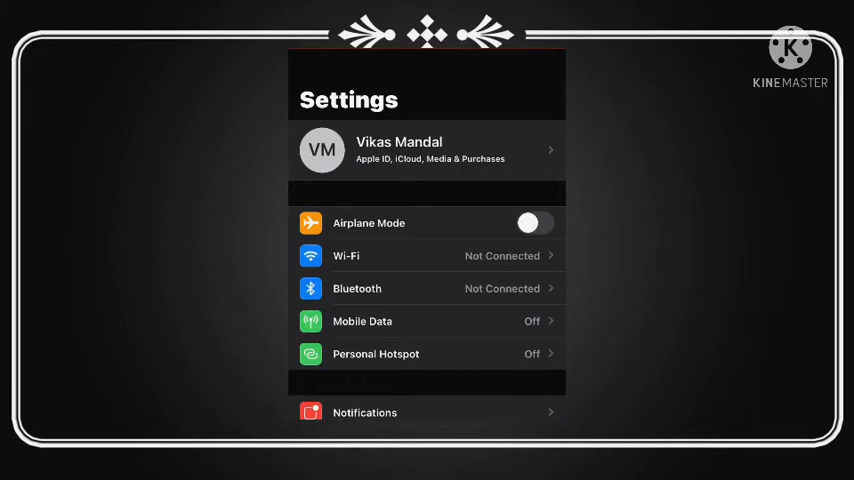 K
KINEMASTER
Settings
VM
Vikas Mandal
Apple ID, iCloud, Media & Purchases
Airplane Mode
Wi-Fi Not Connected
Bluetooth Not Connected
Mobile Data Off
Personal Hotspot Off
Notifications